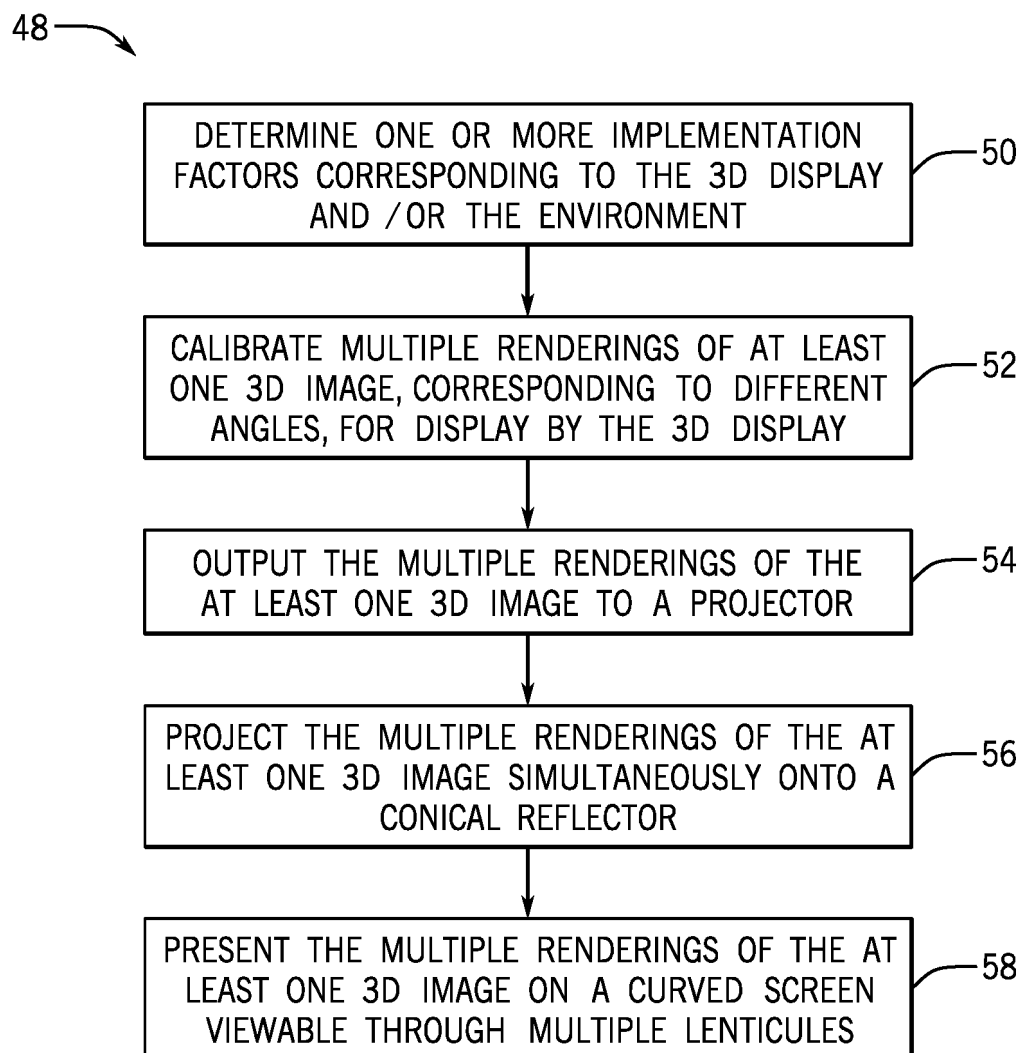 48
DETERMINE ONE OR MORE IMPLEMENTATION
FACTORS CORRESPONDING TO THE 3D DISPLAY
AND /OR THE ENVIRONMENT
50
CALIBRATE MULTIPLE RENDERINGS OF AT LEAST
ONE 3D IMAGE, CORRESPONDING TO DIFFERENT
ANGLES, FOR DISPLAY BY THE 3D DISPLAY
52
OUTPUT THE MULTIPLE RENDERINGS OF THE
AT LEAST ONE 3D IMAGE TO A PROJECTOR
54
PROJECT THE MULTIPLE RENDERINGS OF THE AT
LEAST ONE 3D IMAGE SIMULTANEOUSLY ONTO A
CONICAL REFLECTOR
56
PRESENT THE MULTIPLE RENDERINGS OF THE AT
LEAST ONE 3D IMAGE ON A CURVED SCREEN
VIEWABLE THROUGH MULTIPLE LENTICULES
58